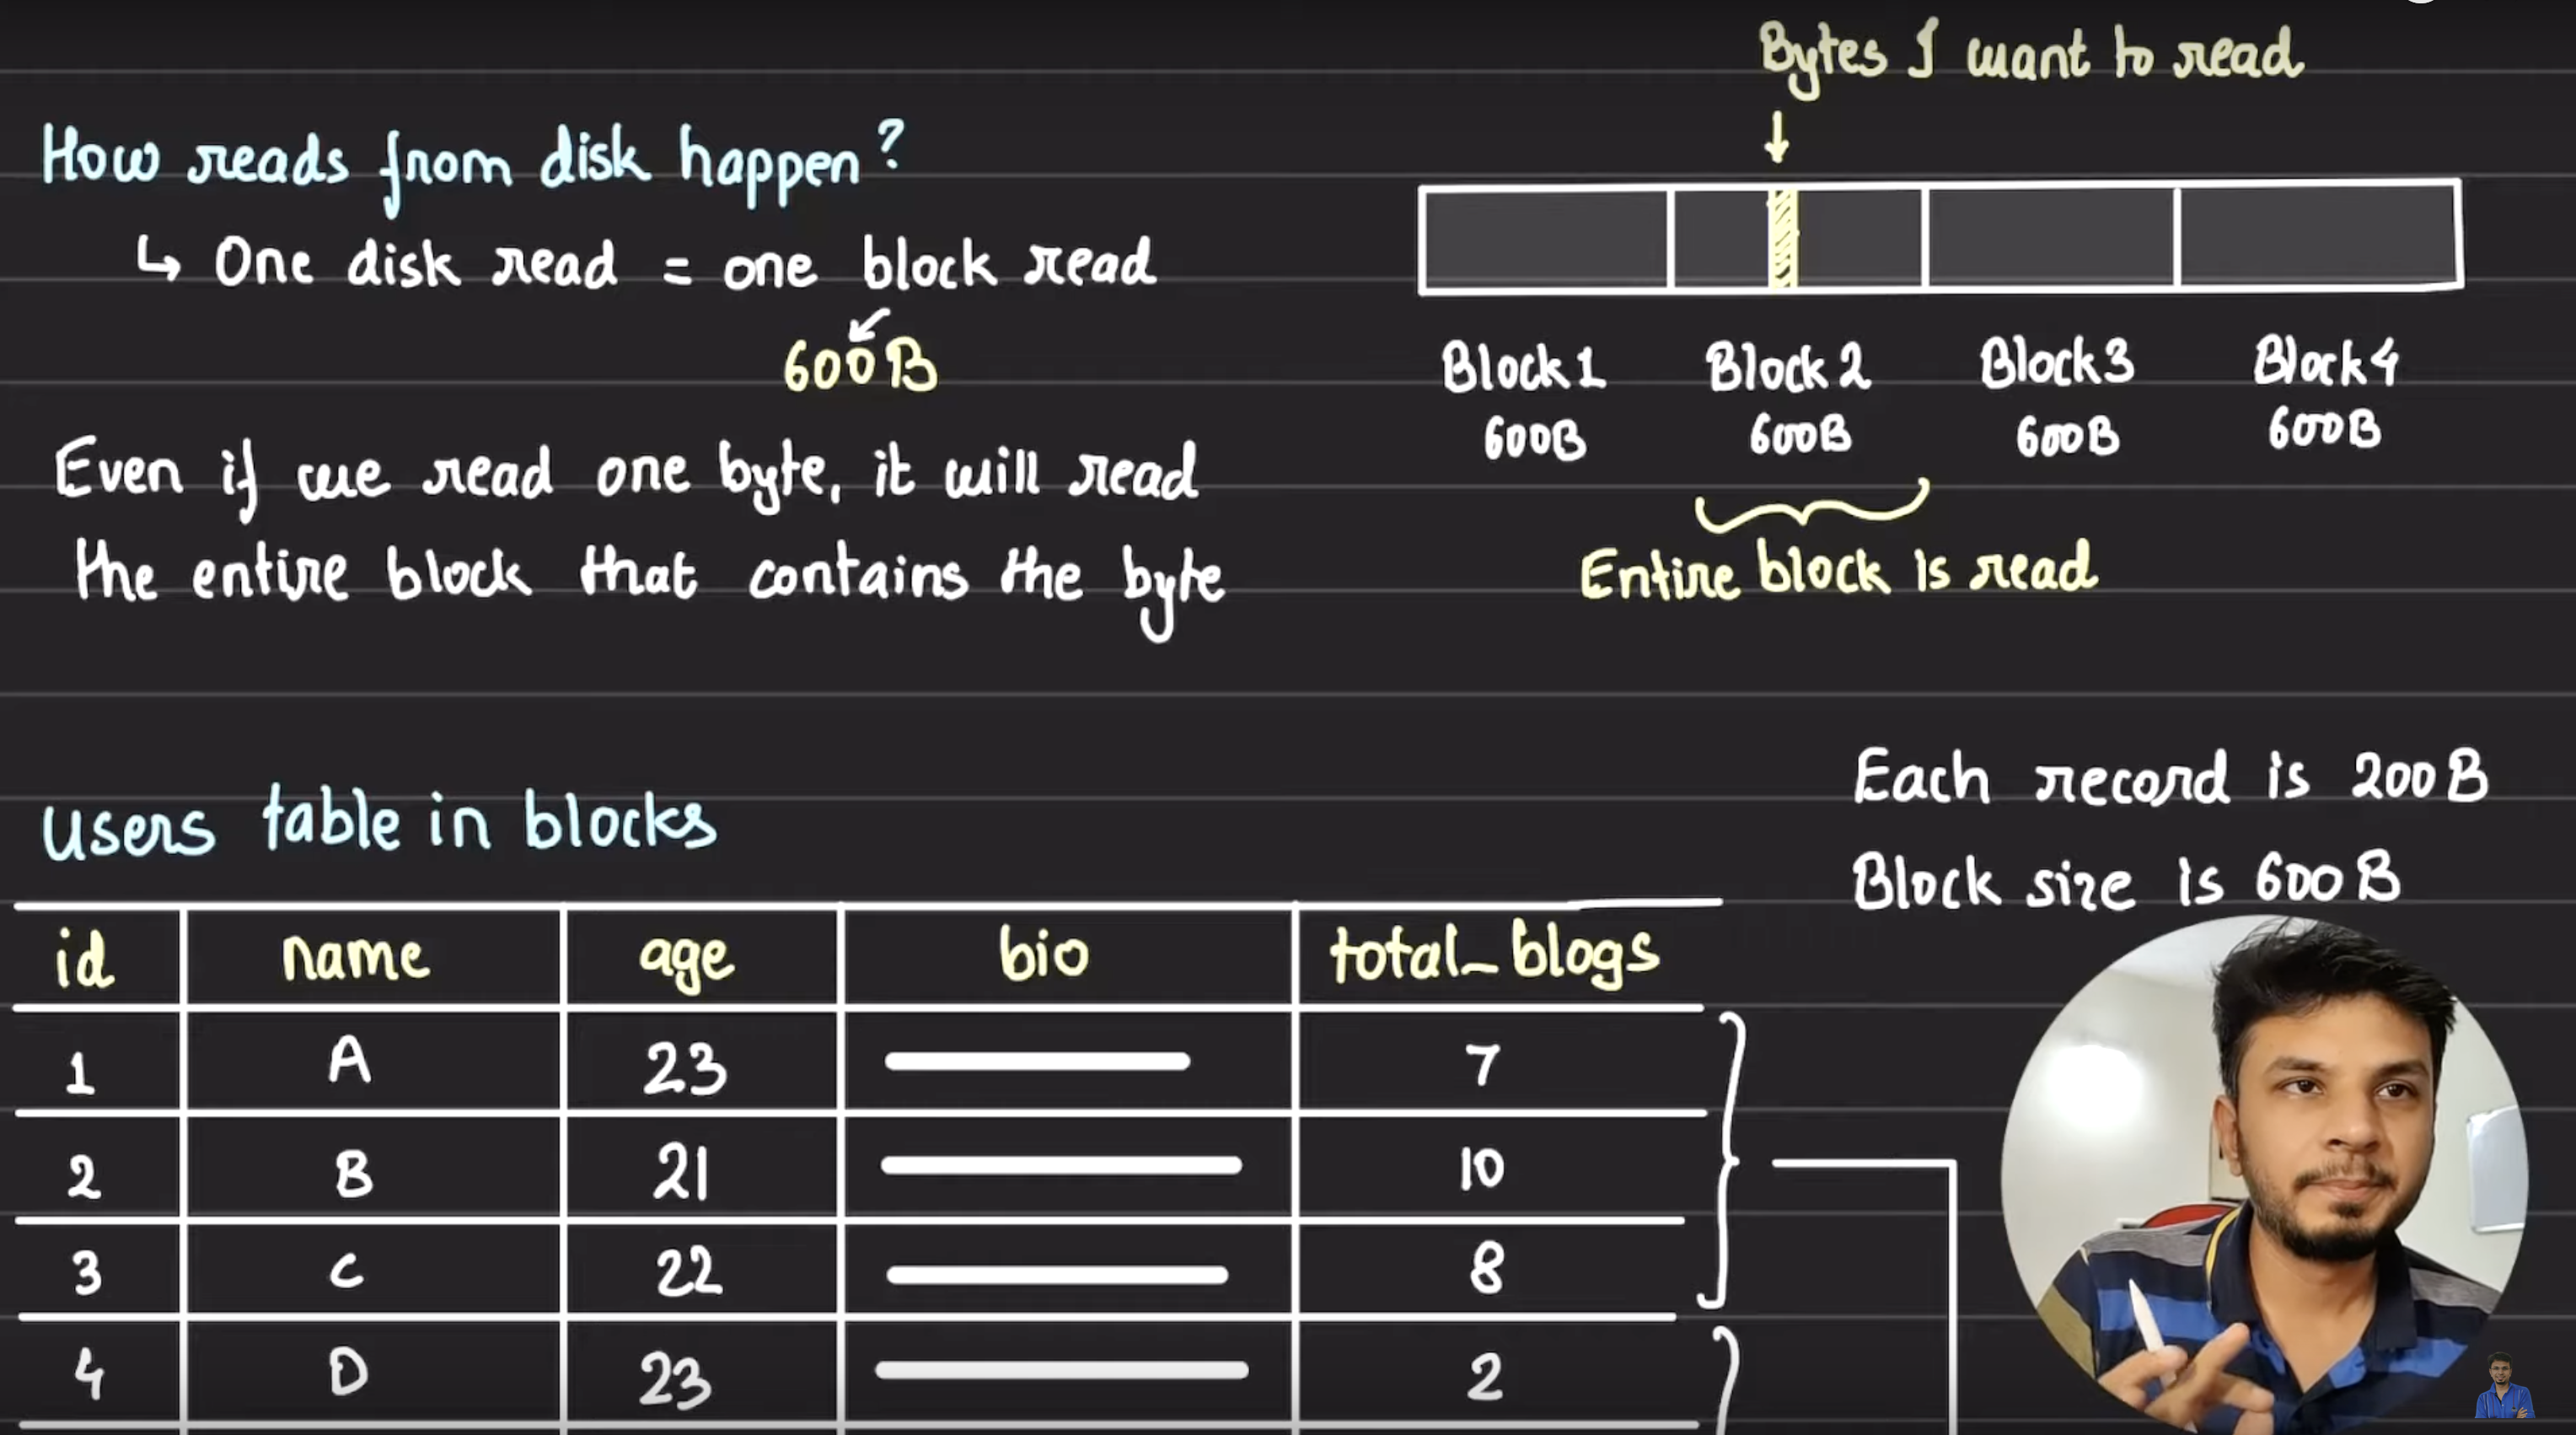 Bytes I want to read
How reads from disk happen?
↳ One disk read = one block read
600B
Even if we read one byte, it will read
the entire block that contains the byte
Block 1 Block 2 Block 3 Block 4
600B 600B 600B 600B
Entire block is read
Each record is 200B
Block size is 600B
Users table in blocks
id name age bio total_blogs
1 A 23 7
2 B 21 10
3 C 22 8
4 D 23 2